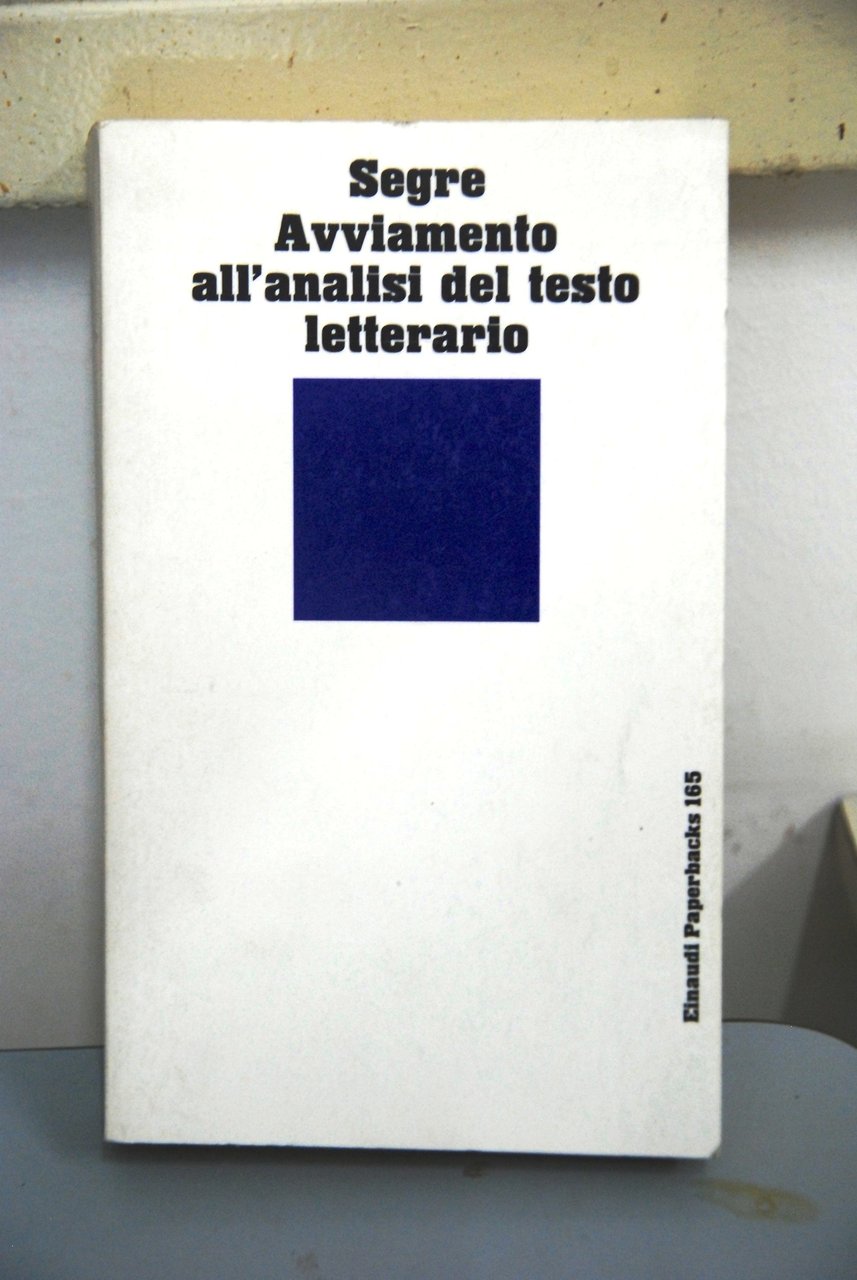 Segre
Avviamento
all'analisi del testo
letterario
Einaudi Paperbacks 165